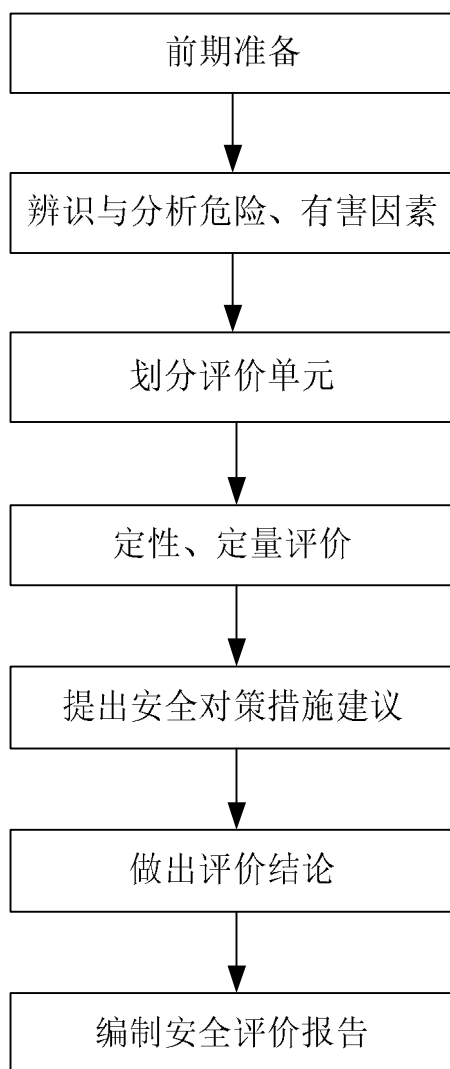 前期准备
辨识与分析危险、有害因素
划分评价单元
定性、定量评价
提出安全对策措施建议
做出评价结论
编制安全评价报告